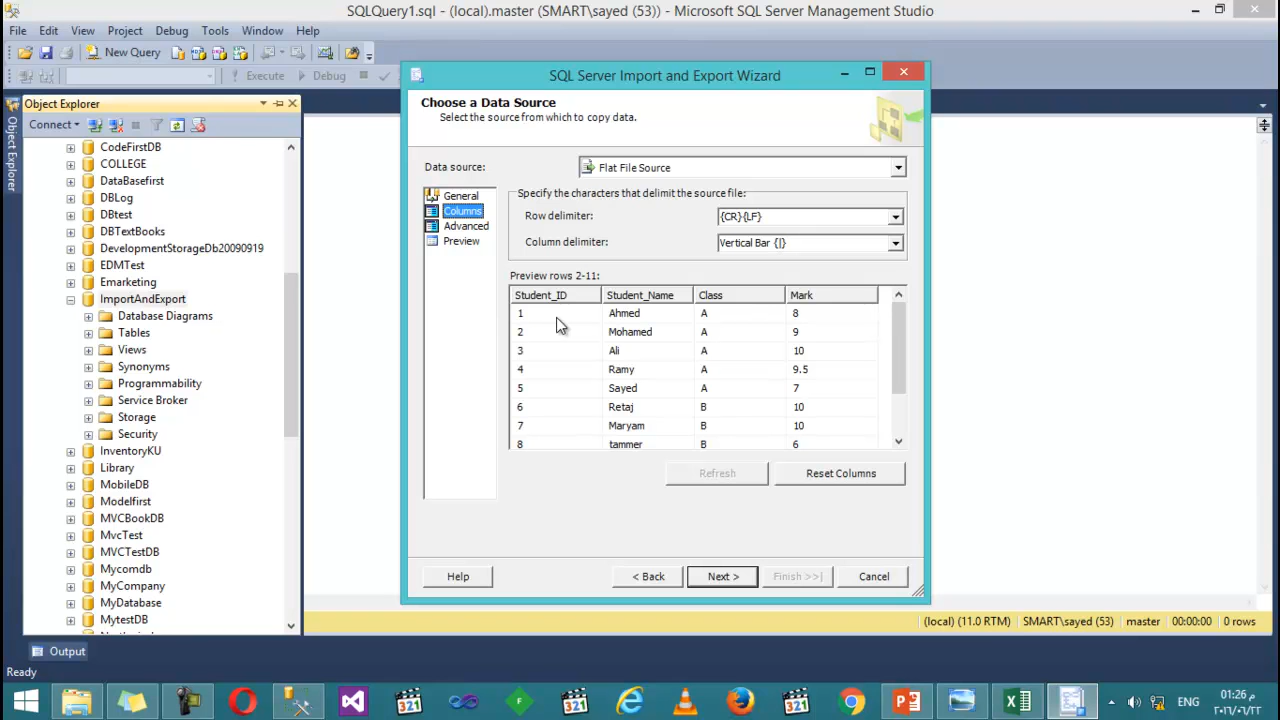 SQLQuery1.sql - (local).master (SMART\sayed (53)) - Microsoft SQL Server Management Studio
File Edit View Project Debug Tools Window Help
New Query
Execute Debug
Object Explorer
Connect
Object Explorer
CodeFirstDB
COLLEGE
DataBasefirst
DBLog
DBtest
DBTextBooks
DevelopmentStorageDb20090919
EDMTest
Emarketing
ImportAndExport
Database Diagrams
Tables
Views
Synonyms
Programmability
Service Broker
Storage
Security
InventoryKU
Library
MobileDB
Modelfirst
MVCBookDB
MvcTest
MVCTestDB
Mycomdb
MyCompany
MyDatabase
MytestDB
SQL Server Import and Export Wizard
Choose a Data Source
Select the source from which to copy data.
Data source: Flat File Source
General
Columns
Advanced
Preview
Specify the characters that delimit the source file:
Row delimiter: {CR}{LF}
Column delimiter: Vertical Bar {|}
Preview rows 2-11:
Student_ID Student_Name Class Mark
1 Ahmed A 8
2 Mohamed A 9
3 Ali A 10
4 Ramy A 9.5
5 Sayed A 7
6 Retaj B 10
7 Maryam B 10
8 tammer B 6
Refresh Reset Columns
Help < Back Next > Finish >>| Cancel
(local) (11.0 RTM) SMART\sayed (53) master 00:00:00 0 rows
Output
Ready
321 321 321
ENG
01:26 م
٢٠١٦/٠٦/٢٢